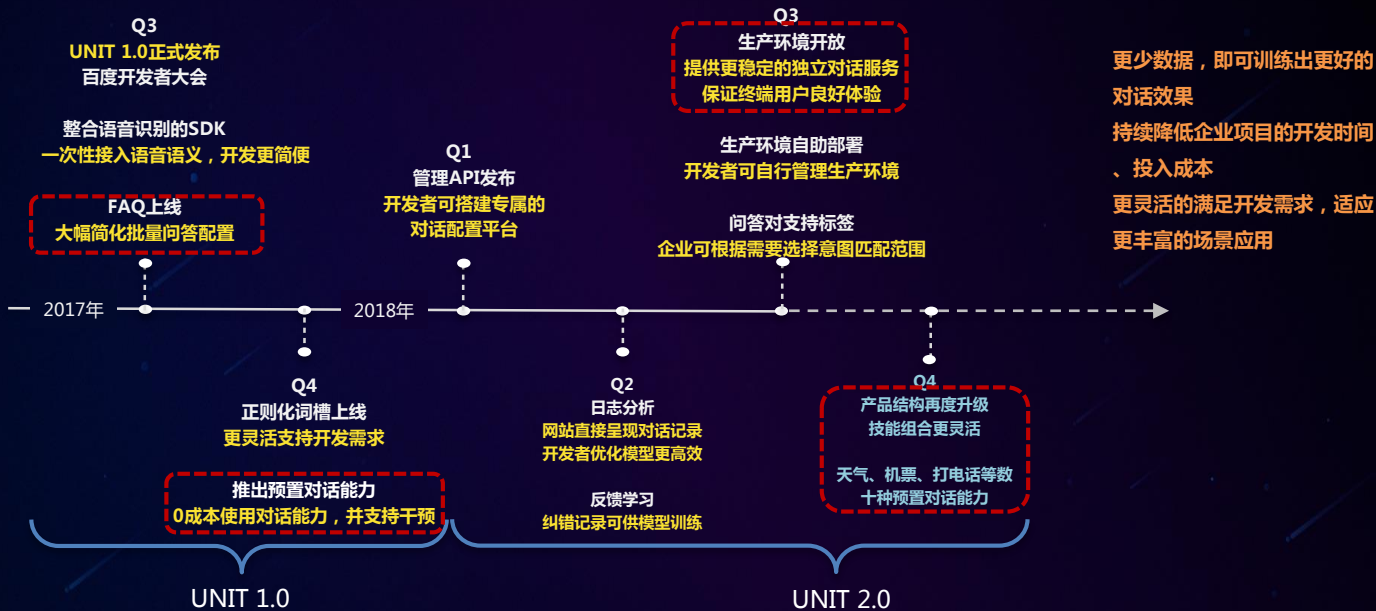 Q3
UNIT 1.0正式发布
百度开发者大会
整合语音识别的SDK
一次性接入语音语义，开发更简便
FAQ上线
大幅简化批量问答配置
Q1
管理API发布
开发者可搭建专属的
对话配置平台
Q3
生产环境开放
提供更稳定的独立对话服务
保证终端用户良好体验
生产环境自助部署
开发者可自行管理生产环境
问答对支持标签
企业可根据需要选择意图匹配范围
更少数据，即可训练出更好的
对话效果
持续降低企业项目的开发时间
、投入成本
更灵活的满足开发需求，适应
更丰富的场景应用
2017年
2018年
Q4
正则化词槽上线
更灵活支持开发需求
推出预置对话能力
0成本使用对话能力，并支持干预
Q2
日志分析
网站直接呈现对话记录
开发者优化模型更高效
反馈学习
纠错记录可供模型训练
Q4
产品结构再度升级
技能组合更灵活
天气、机票、打电话等数
十种预置对话能力
UNIT 1.0
UNIT 2.0